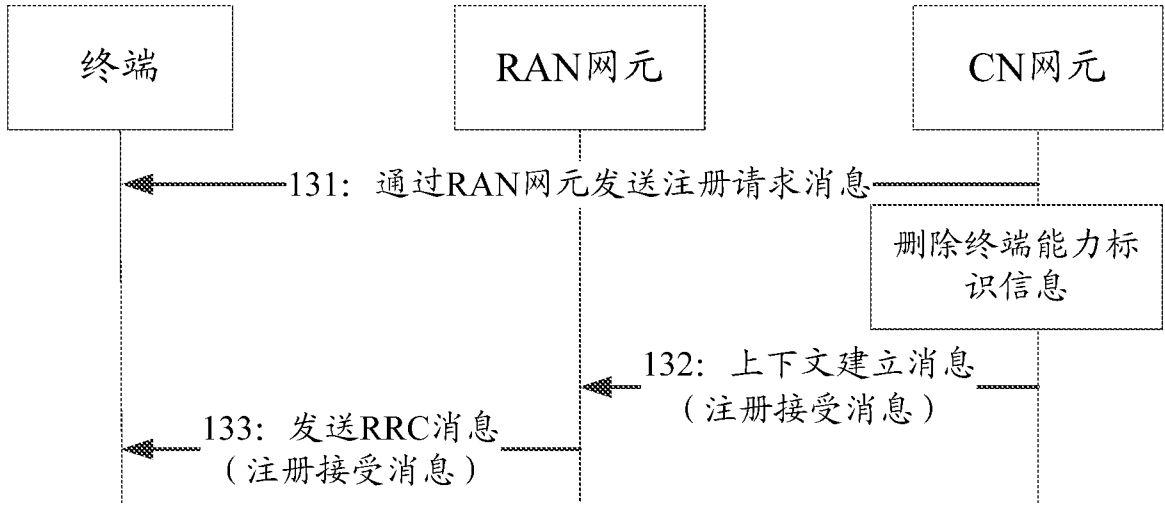 终端
RAN网元
CN网元
131：通过RAN网元发送注册请求消息
删除终端能力标
识信息
132：上下文建立消息
（注册接受消息）
133：发送RRC消息
（注册接受消息）